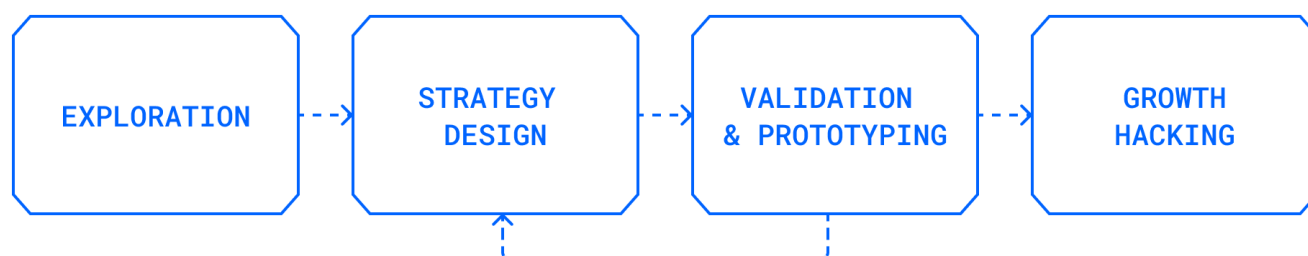 EXPLORATION
STRATEGY
DESIGN
VALIDATION
& PROTOTYPING
GROWTH
HACKING